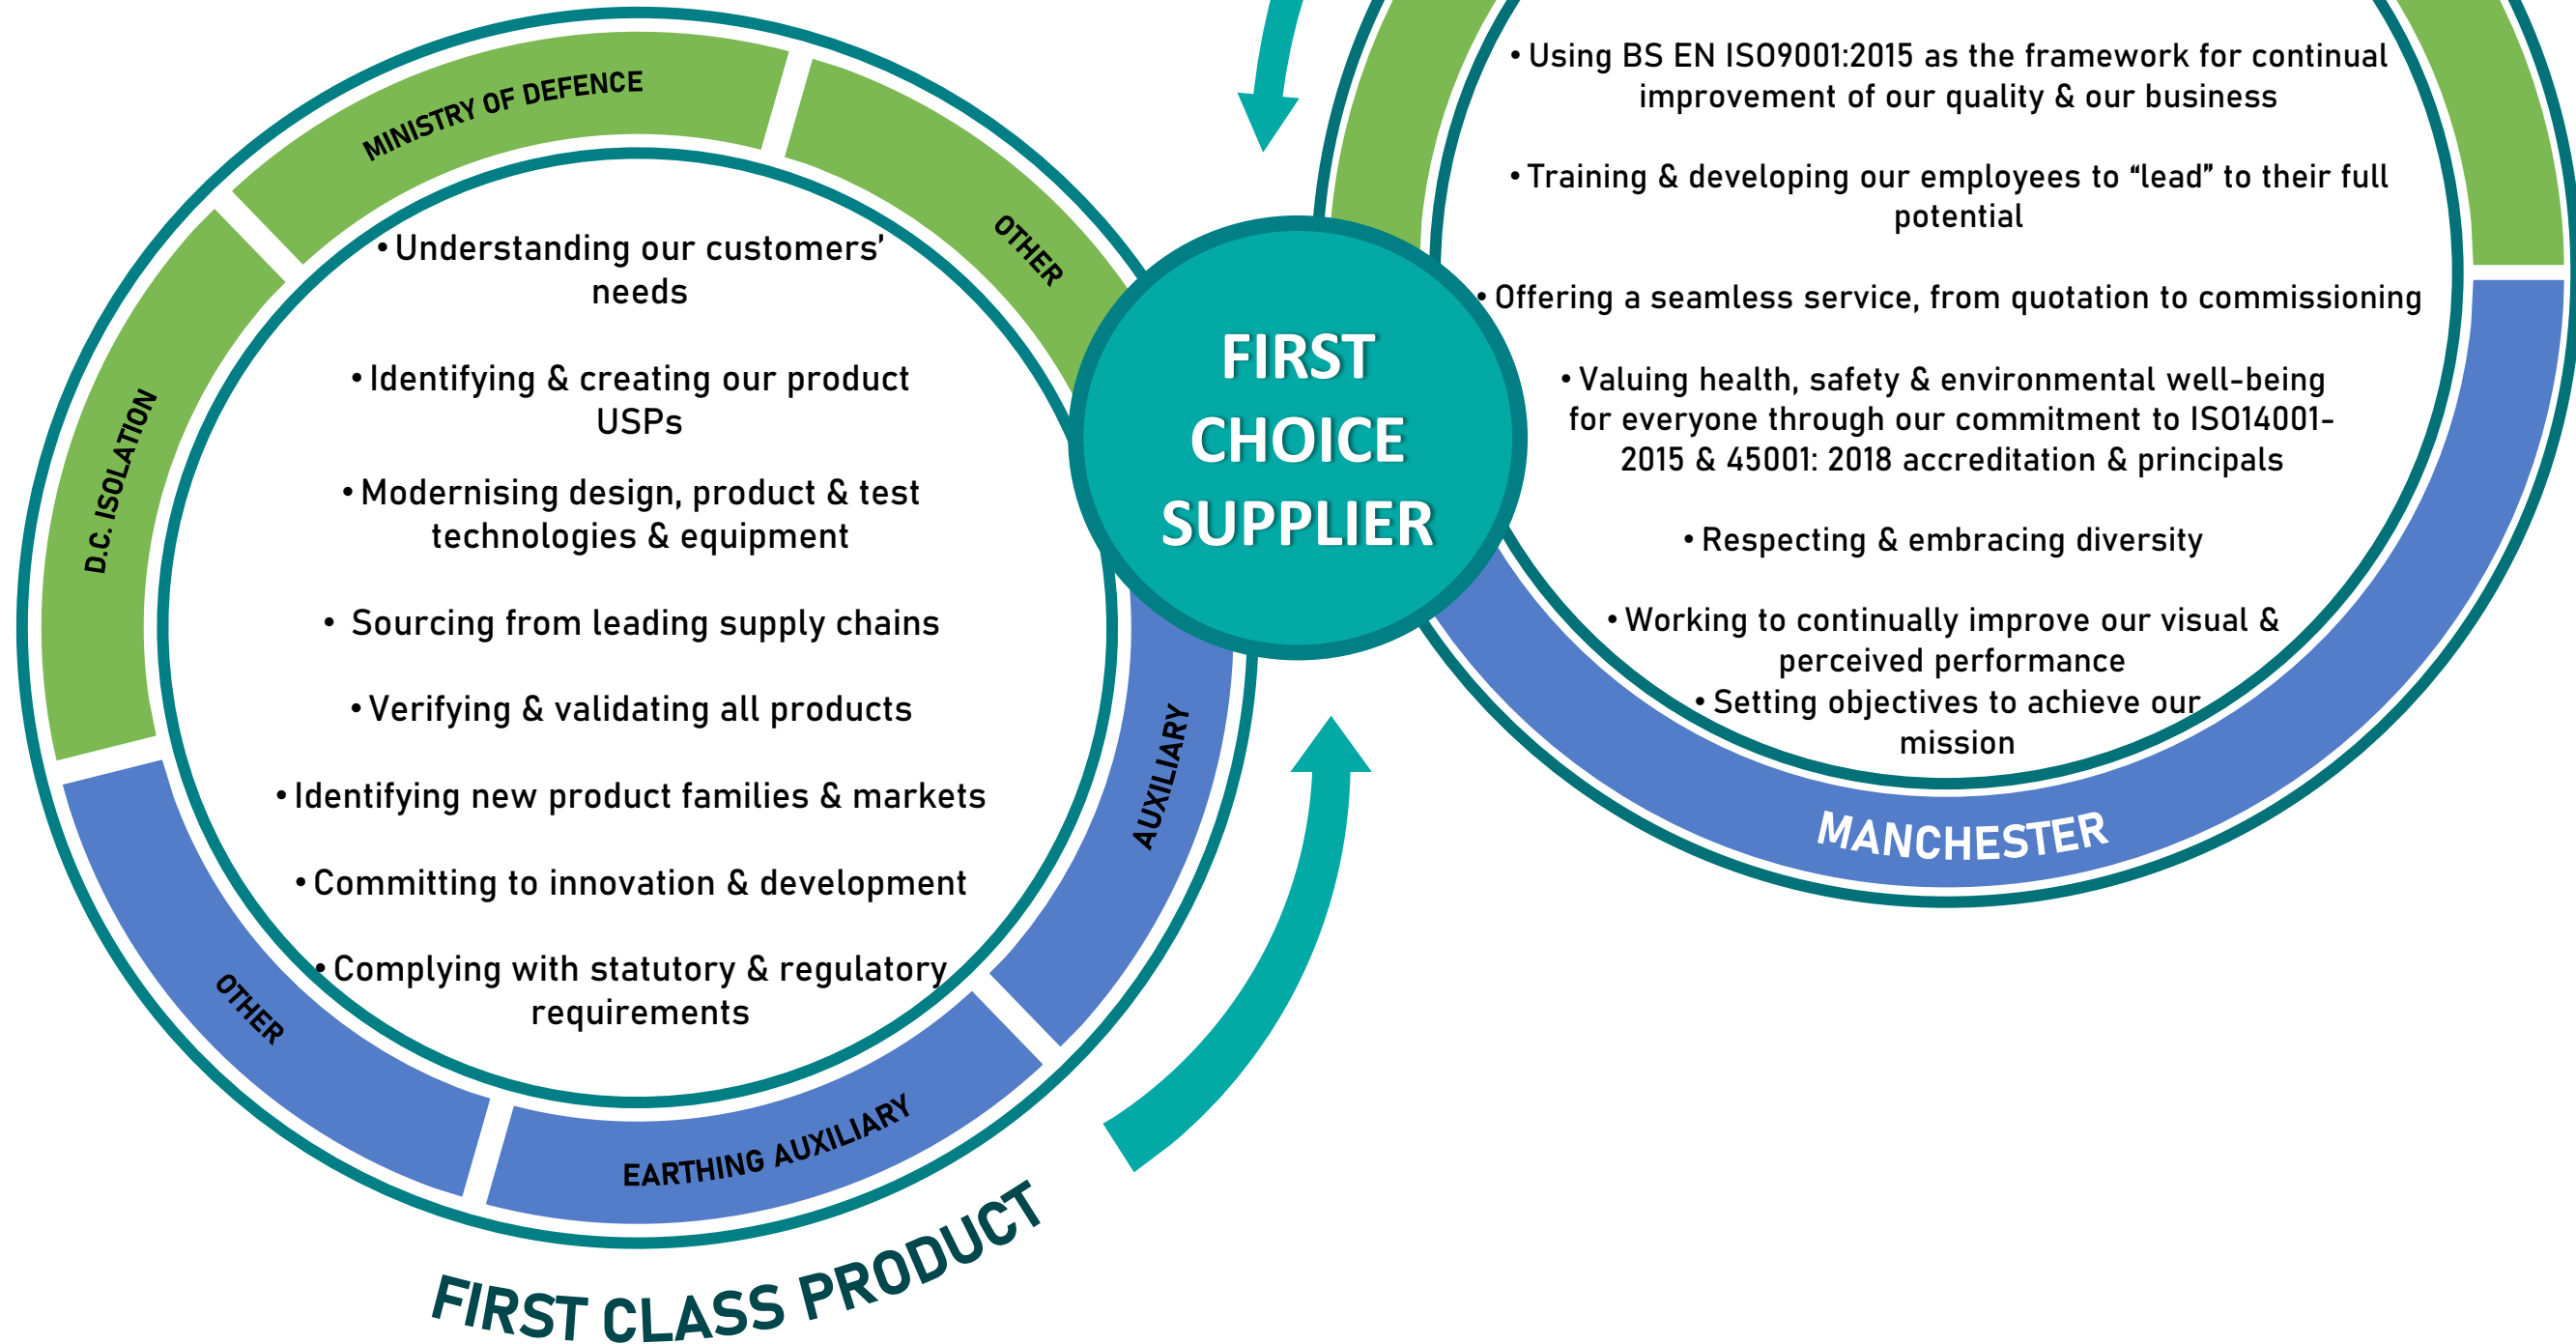 MINISTRY OF DEFENCE
OTHER
D.C. ISOLATION
• Understanding our customers’
needs
• Identifying & creating our product
USPs
• Modernising design, product & test
technologies & equipment
• Sourcing from leading supply chains
• Verifying & validating all products
• Identifying new product families & markets
• Committing to innovation & development
• Complying with statutory & regulatory
requirements
AUXILIARY
OTHER
EARTHING AUXILIARY
FIRST CLASS PRODUCT
FIRST
CHOICE
SUPPLIER
• Using BS EN ISO9001:2015 as the framework for continual
improvement of our quality & our business
• Training & developing our employees to “lead” to their full
potential
• Offering a seamless service, from quotation to commissioning
• Valuing health, safety & environmental well-being
for everyone through our commitment to ISO14001-
2015 & 45001: 2018 accreditation & principals
• Respecting & embracing diversity
• Working to continually improve our visual &
perceived performance
• Setting objectives to achieve our
mission
MANCHESTER